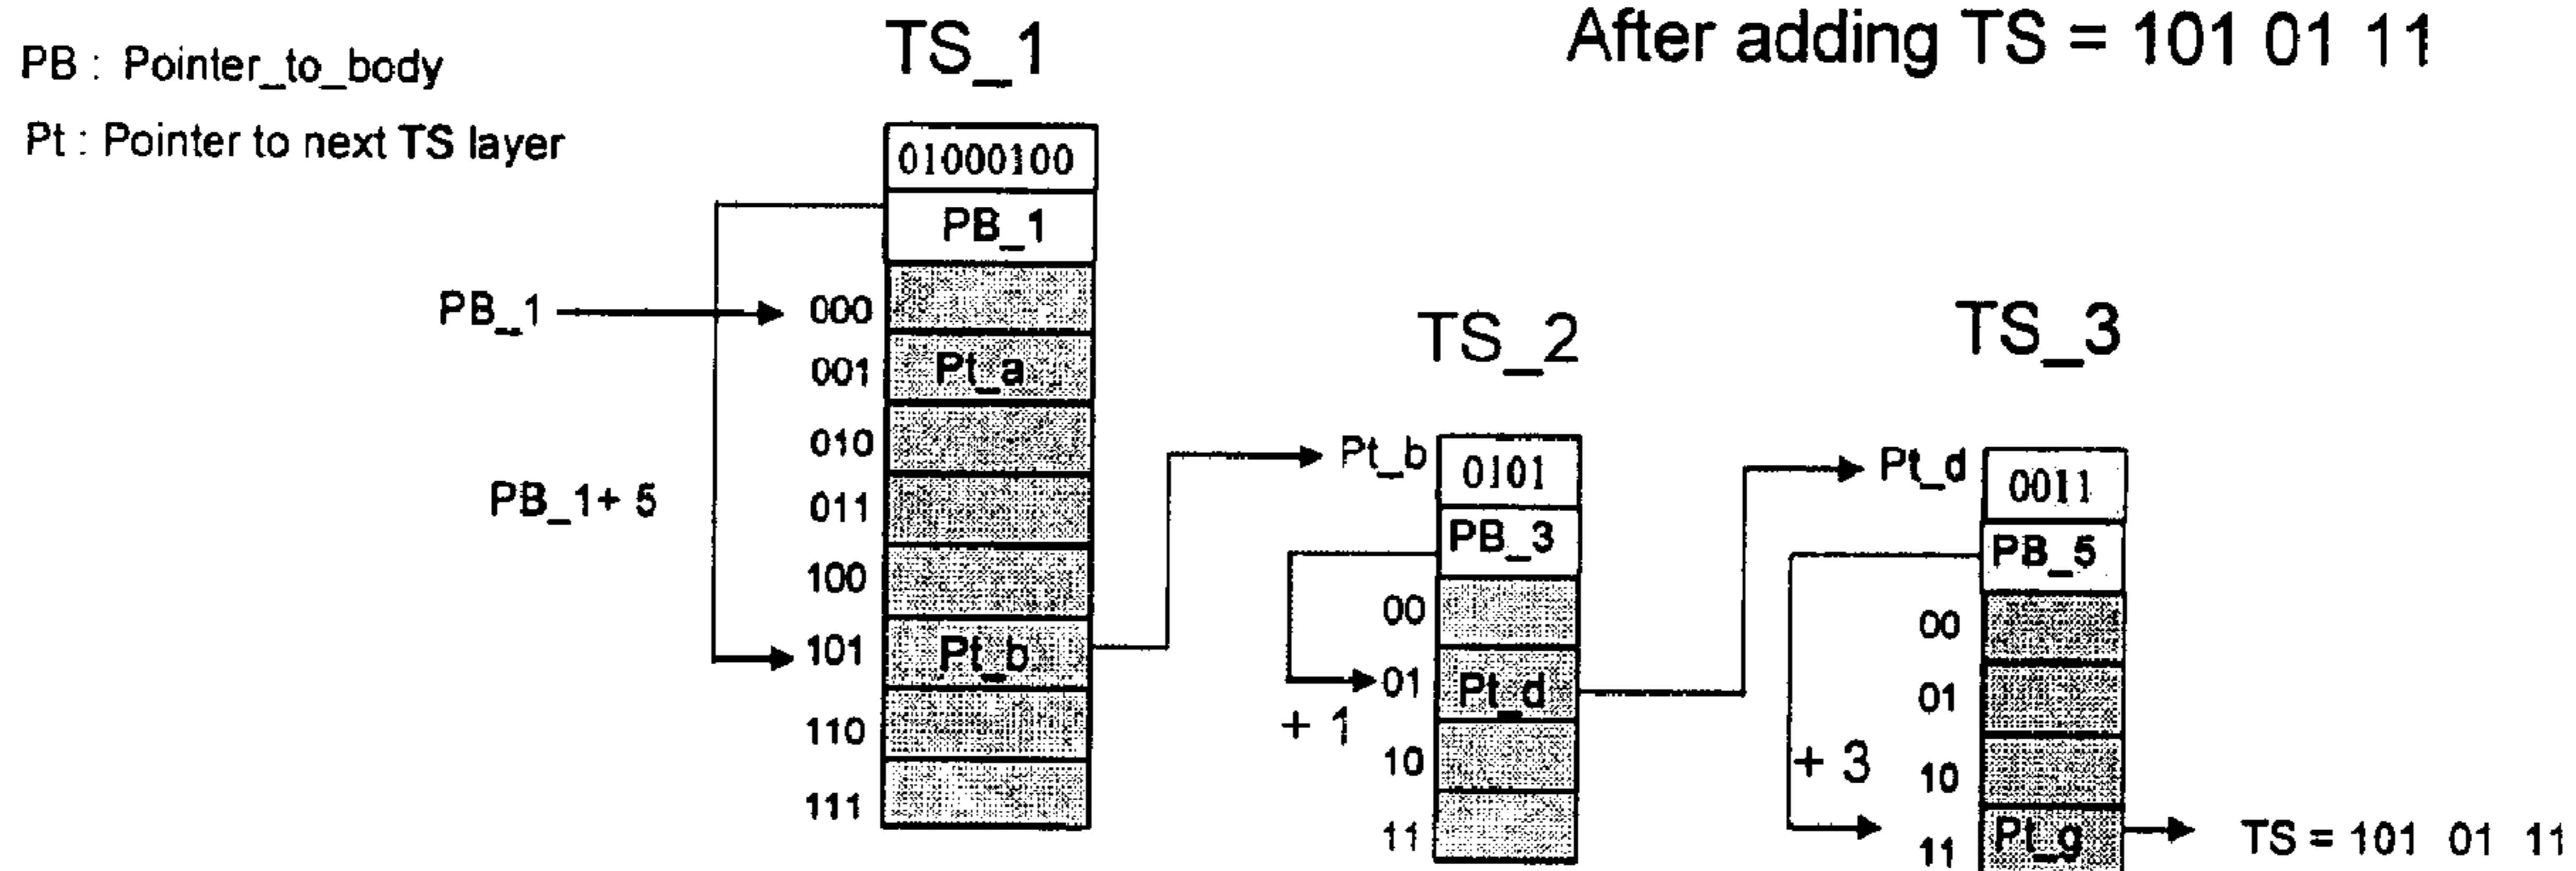 PB : Pointer_to_body
Pt : Pointer to next TS layer
After adding TS = 101 01 11
TS_1
01000100
PB_1
PB_1
000
001
Pt_a
010
011
100
101
Pt_b
110
111
PB_1+ 5
TS_2
Pt_b
0101
PB_3
00
01
Pt_d
10
11
+ 1
TS_3
Pt_d
0011
PB_5
00
01
10
11
Pt_g
+ 3
TS = 101 01 11